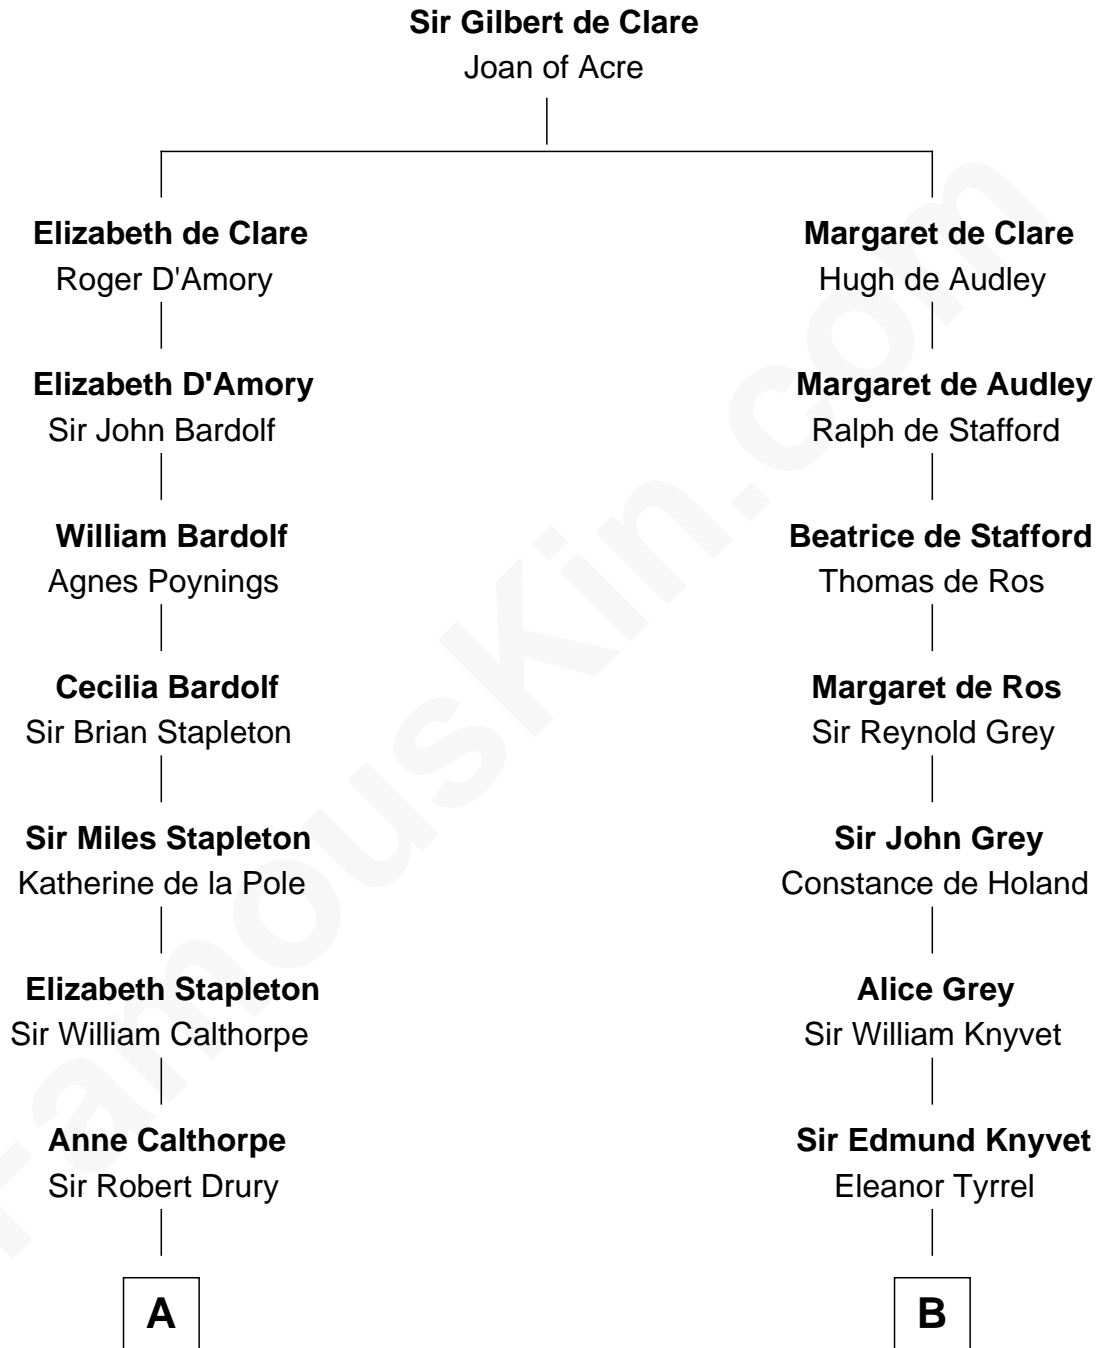 Sir Gilbert de Clare
Joan of Acre
Elizabeth de Clare
Roger D'Amory
Margaret de Clare
Hugh de Audley
Elizabeth D'Amory
Sir John Bardolf
Margaret de Audley
Ralph de Stafford
William Bardolf
Agnes Poynings
Beatrice de Stafford
Thomas de Ros
Cecilia Bardolf
Sir Brian Stapleton
Margaret de Ros
Sir Reynold Grey
Sir Miles Stapleton
Katherine de la Pole
Sir John Grey
Constance de Holand
Elizabeth Stapleton
Sir William Calthorpe
Alice Grey
Sir William Knyvet
Anne Calthorpe
Sir Robert Drury
Sir Edmund Knyvet
Eleanor Tyrrel
A
B
FamousKin.com